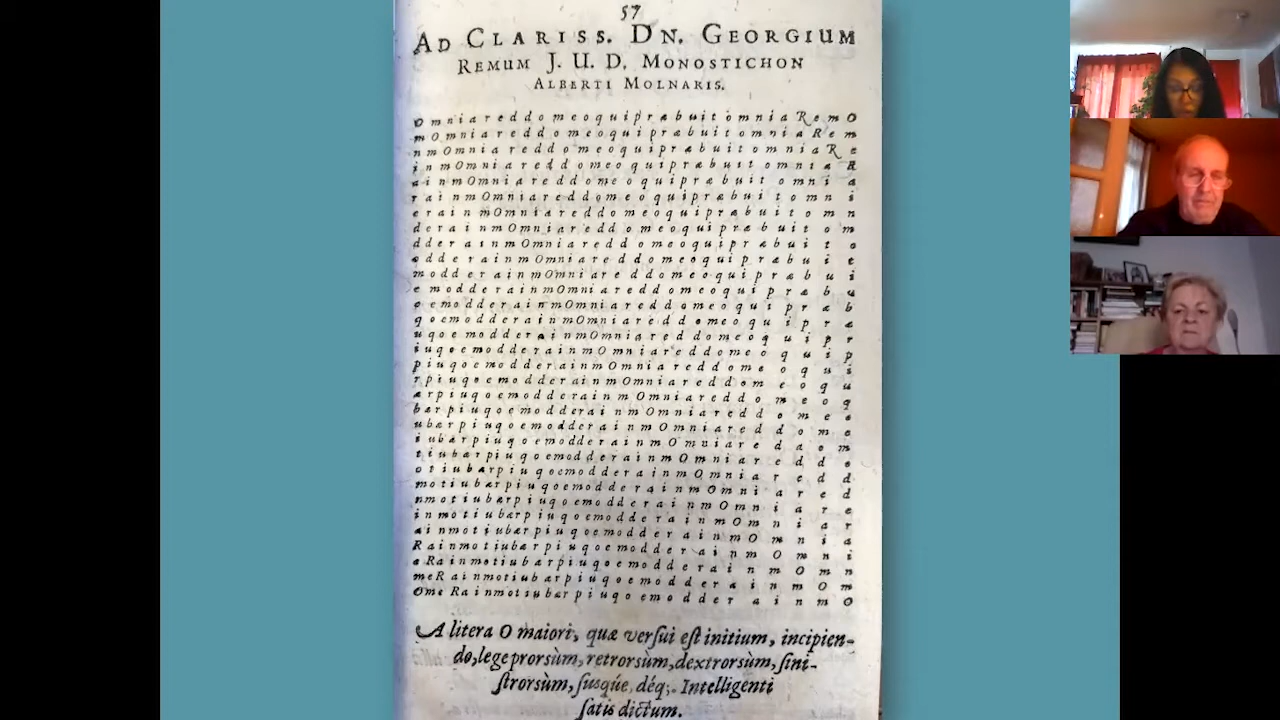 57
AD CLARISS. DN. GEORGIUM
REMUM J. U. D. MONOSTICHON
ALBERTI MOLNARIS.
OmniareddomeoquipræbuitomniaRemO
mOmniareddomeoquipræbuitomniaRem
nmOmniareddomeoquipræbuitomniaRe
inmOmniareddomeoquipræbuitomniaR
ainmOmniareddomeoquipræbuitomnia
rainmOmniareddomeoquipræbuitomni
erainmOmniareddomeoquipræbuitomn
derainmOmniareddomeoquipræbuitom
dderainmOmniareddomeoquipræbuito
odderainmOmniareddomeoquipræbuit
modderainmOmniareddomeoquipræbui
emodderainmOmniareddomeoquipræbu
oemodderainmOmniareddomeoquipræb
qoemodderainmOmniareddomeoquipræ
uqoemodderainmOmniareddomeoquipr
iuqoemodderainmOmniareddomeoquip
piuqoemodderainmOmniareddomeoqui
rpiuqoemodderainmOmniareddomeoqu
ærpiuqoemodderainmOmniareddomeoq
bærpiuqoemodderainmOmniareddomeo
ubærpiuqoemodderainmOmniareddome
iubærpiuqoemodderainmOmniareddom
tiubærpiuqoemodderainmOmniareddo
otiubærpiuqoemodderainmOmniaredd
motiubærpiuqoemodderainmOmniared
nmotiubærpiuqoemodderainmOmniare
inmotiubærpiuqoemodderainmOmniar
ainmotiubærpiuqoemodderainmOmnia
RainmotiubærpiuqoemodderainmOmni
eRainmotiubærpiuqoemodderainmOmn
meRainmotiubærpiuqoemodderainmOm
OmeRainmotiubærpiuqoemodderainmO
A litera O maiori, quæ verſui eſt initium, incipien-
do, lege prorsùm, retrorsùm, dextrorsùm, ſini-
ſtrorsùm, ſusqúe, déq;. Intelligenti
ſatis dictum.